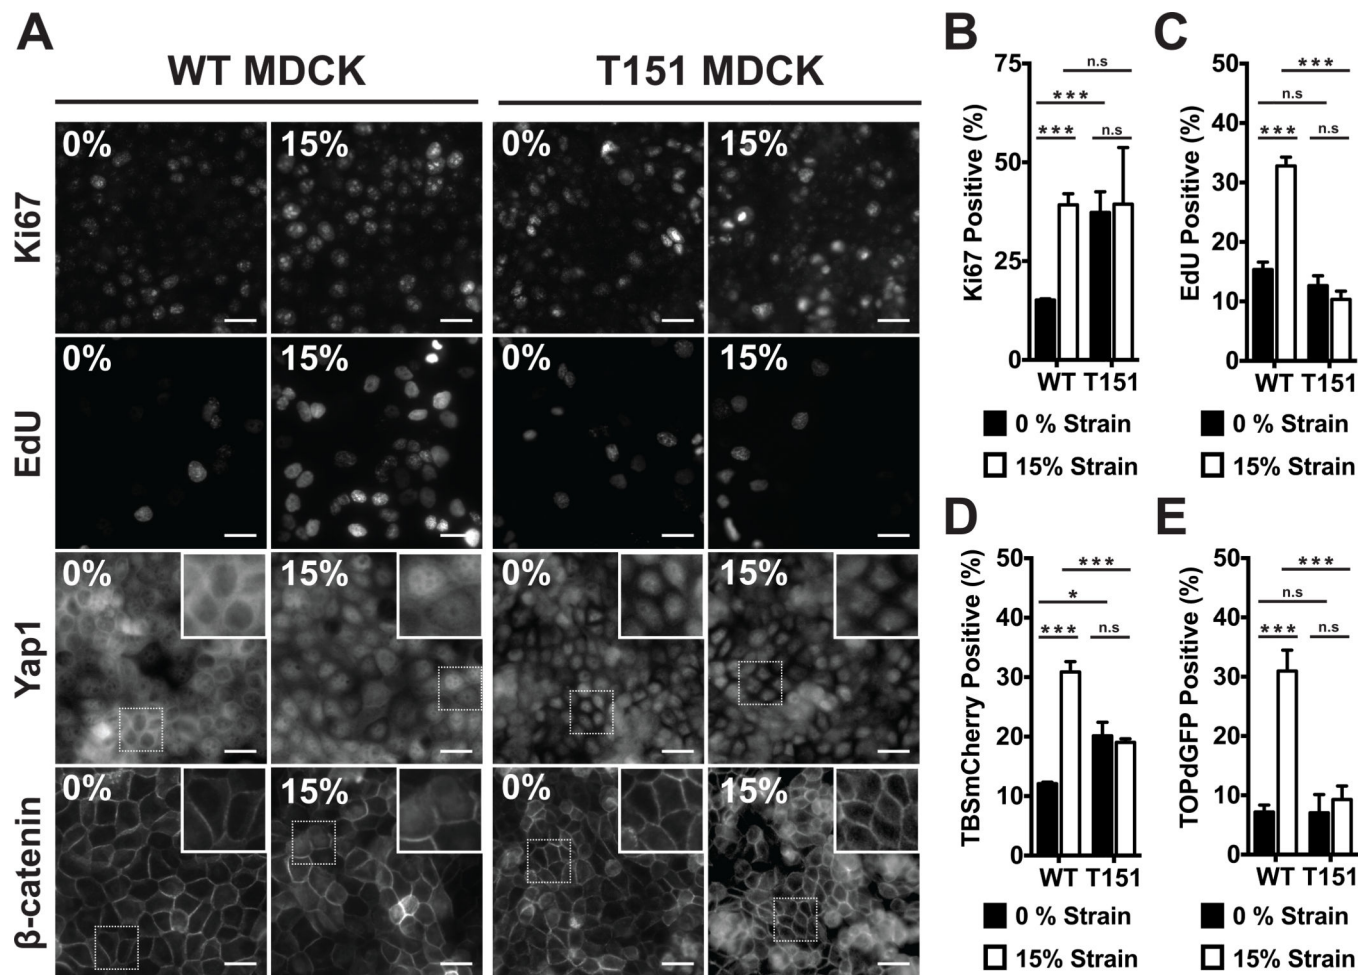 A
WT MDCK
T151 MDCK
Ki67
0%
15%
0%
15%
EdU
0%
15%
0%
15%
Yap1
0%
15%
0%
15%
β-catenin
0%
15%
0%
15%
B
Ki67 Positive (%)
75
50
25
0
n.s
***
***
n.s
WT T151
0 % Strain
15% Strain
C
EdU Positive (%)
50
40
30
20
10
0
***
n.s
***
n.s
WT T151
0 % Strain
15% Strain
D
TBSmCherry Positive (%)
50
40
30
20
10
0
***
*
***
n.s
WT T151
0 % Strain
15% Strain
E
TOPdGFP Positive (%)
50
40
30
20
10
0
***
n.s
***
n.s
WT T151
0 % Strain
15% Strain